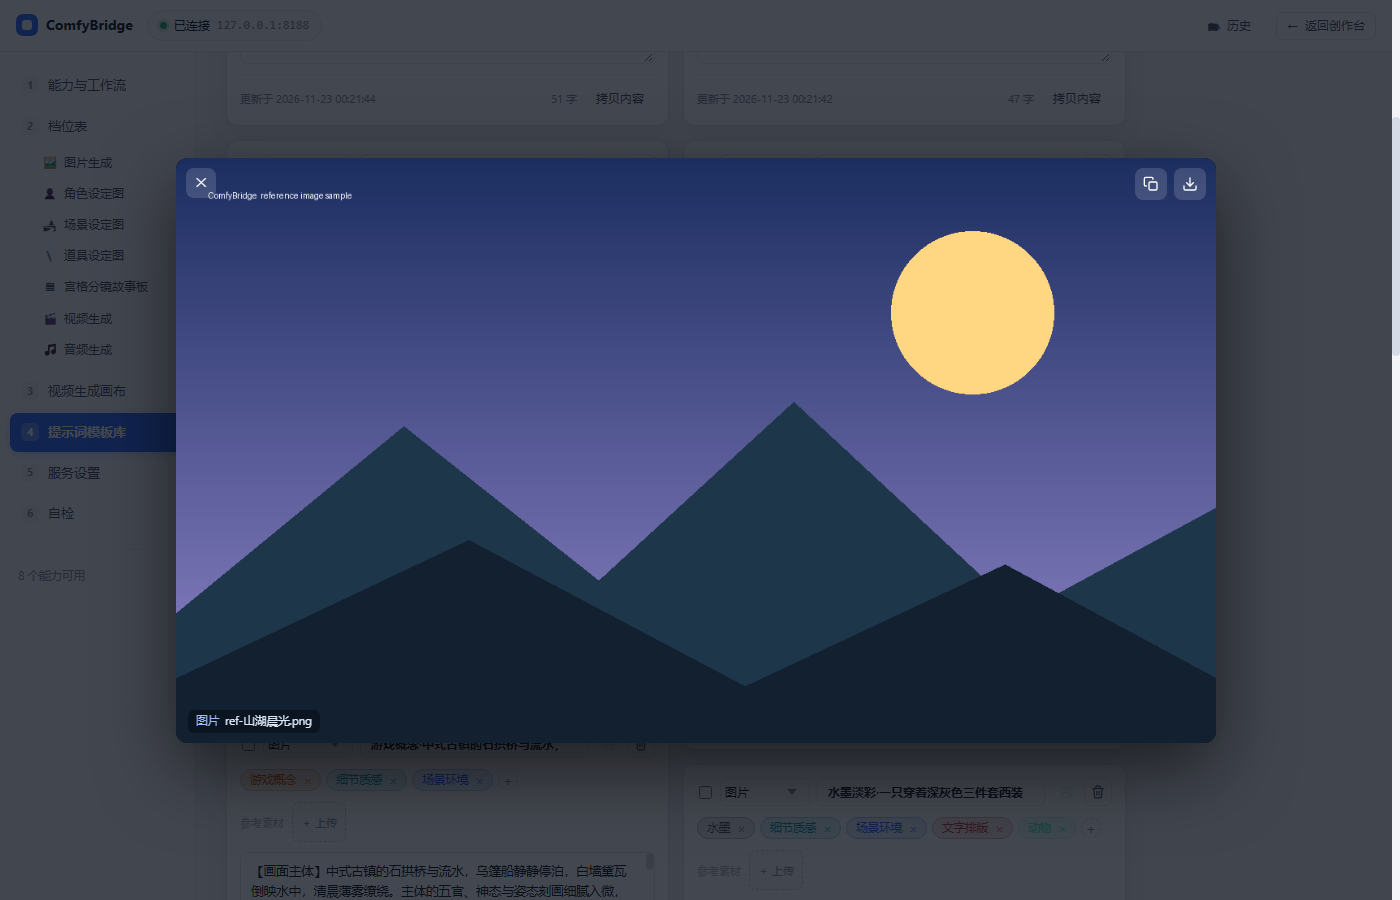 ComfyBridge
已连接 127.0.0.1:8188
历史
← 返回创作台
1 能力与工作流
2 档位表
图片生成
角色设定图
场景设定图
道具设定图
宫格分镜故事板
视频生成
音频生成
3 视频生成画布
4 提示词模板库
5 服务设置
6 自检
8 个能力可用
更新于 2026-11-23 00:21:44
51 字
拷贝内容
更新于 2026-11-23 00:21:42
47 字
拷贝内容
ComfyBridge reference image sample
图片 ref-山湖晨光.png
图片
游戏概念·中式古镇的石拱桥与流水，
游戏概念 ×
细节质感 ×
场景环境 ×
+
参考素材
+ 上传
【画面主体】中式古镇的石拱桥与流水，乌篷船静静停泊，白墙黛瓦
倒映水中，清晨薄雾缭绕。主体的五官、神态与姿态刻画细腻入微，
图片
水墨淡彩·一只穿着深灰色三件套西装
水墨 ×
细节质感 ×
场景环境 ×
文字排版 ×
动物 ×
+
参考素材
+ 上传